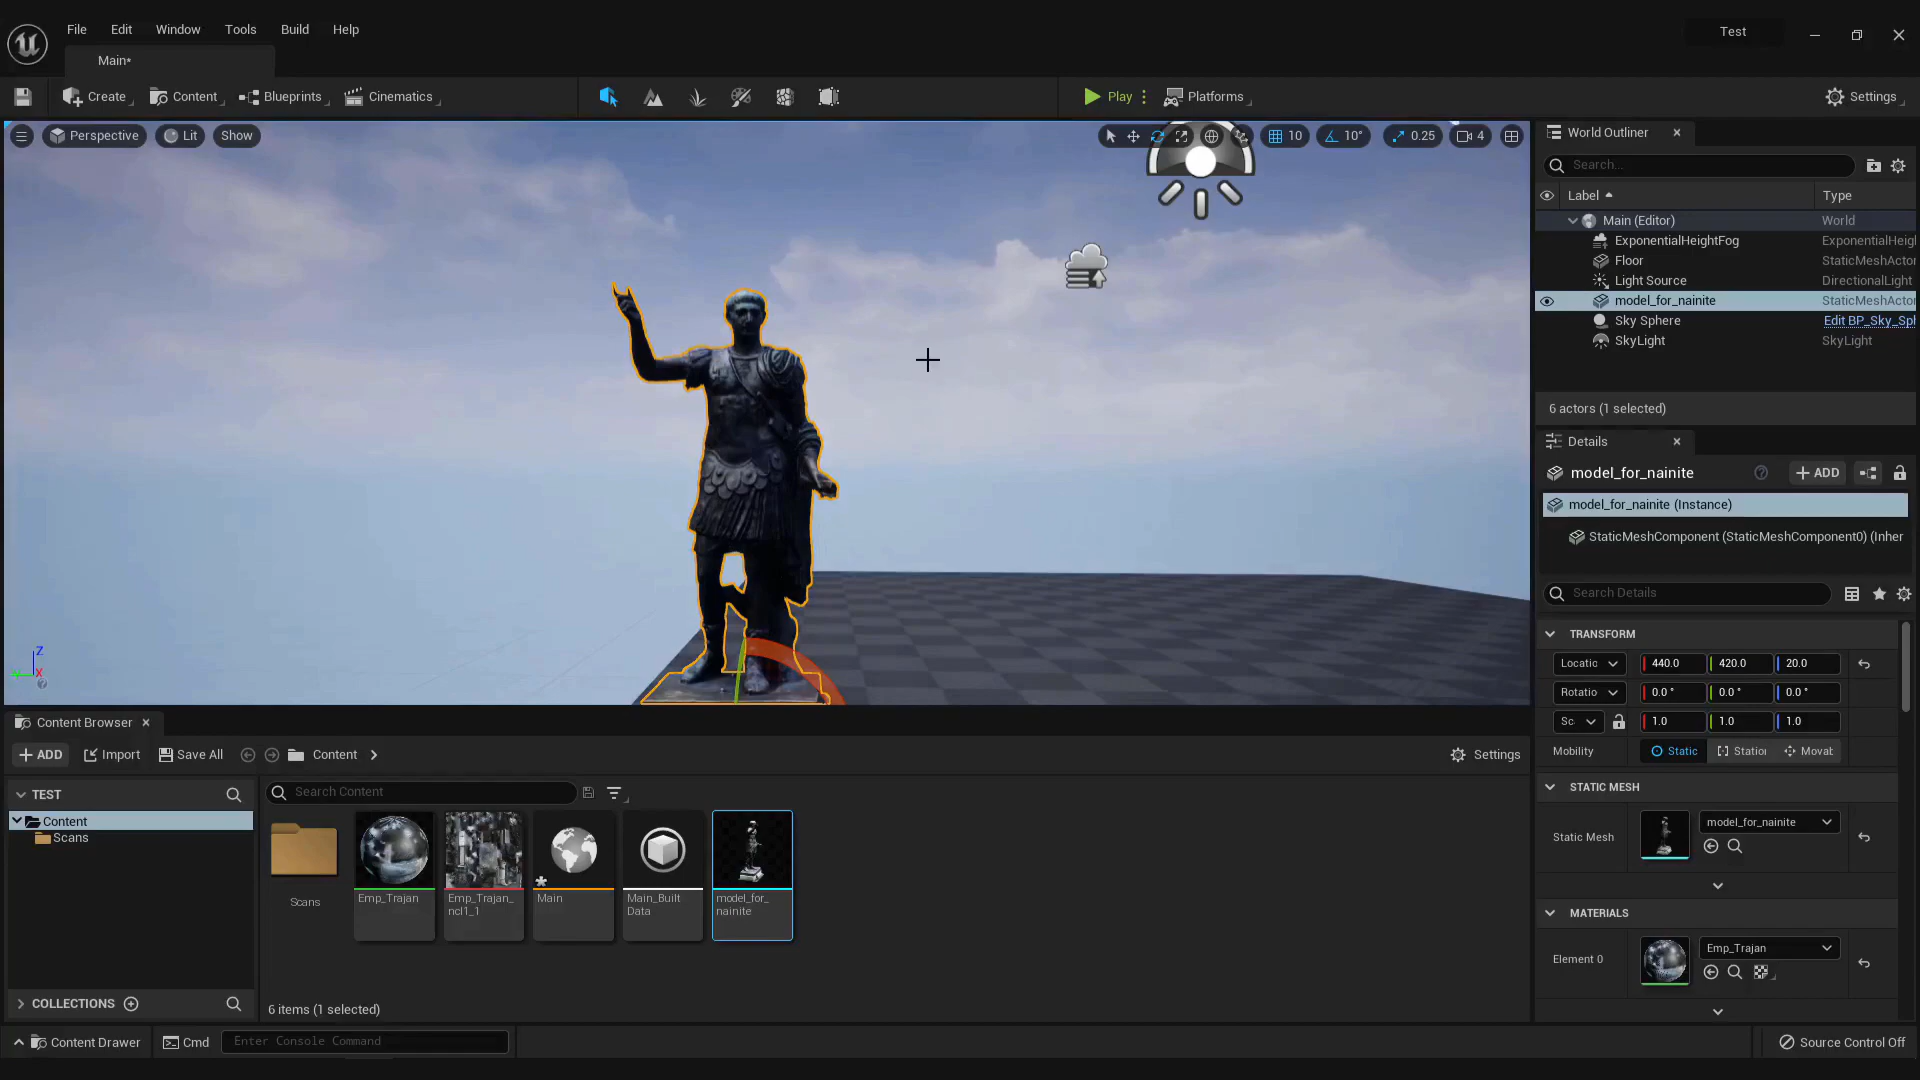 File Edit Window Tools Build Help
Test
Main*
Create Content Blueprints Cinematics
Play Platforms Settings
Perspective Lit Show
10 10° 0.25 4
World Outliner
Search...
Label Type
Main (Editor) World
ExponentialHeightFog ExponentialHeigh
Floor StaticMeshActor
Light Source DirectionalLight
model_for_nainite StaticMeshActor
Sky Sphere Edit BP_Sky_Sph
SkyLight SkyLight
6 actors (1 selected)
Details
model_for_nainite ADD
model_for_nainite (Instance)
StaticMeshComponent (StaticMeshComponent0) (Inher
Search Details
TRANSFORM
Locatic 440.0 420.0 20.0
Rotatio 0.0 ° 0.0 ° 0.0 °
Sc 1.0 1.0 1.0
Mobility Static Station Movab
STATIC MESH
Static Mesh model_for_nainite
MATERIALS
Element 0 Emp_Trajan
Z
X
Y
Content Browser
ADD Import Save All Content Settings
TEST
Search Content
Content
Scans
Scans
Emp_Trajan
Emp_Trajan_
ncl1_1
Main
Main_Built
Data
model_for_
nainite
COLLECTIONS
6 items (1 selected)
Content Drawer Cmd Enter Console Command Source Control Off